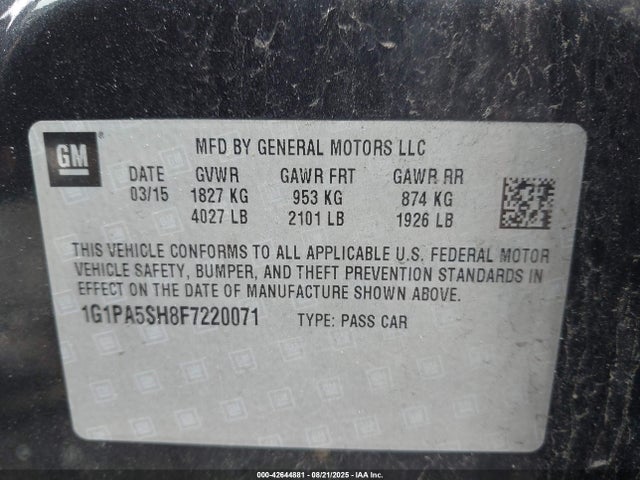 GM
MFD BY GENERAL MOTORS LLC
DATE GVWR GAWR FRT GAWR RR
03/15 1827 KG 953 KG 874 KG
4027 LB 2101 LB 1926 LB
THIS VEHICLE CONFORMS TO ALL APPLICABLE U.S. FEDERAL MOTOR
VEHICLE SAFETY, BUMPER, AND THEFT PREVENTION STANDARDS IN
EFFECT ON THE DATE OF MANUFACTURE SHOWN ABOVE.
1G1PA5SH8F7220071 TYPE: PASS CAR
000-42644881 - 08/21/2025 - IAA Inc.